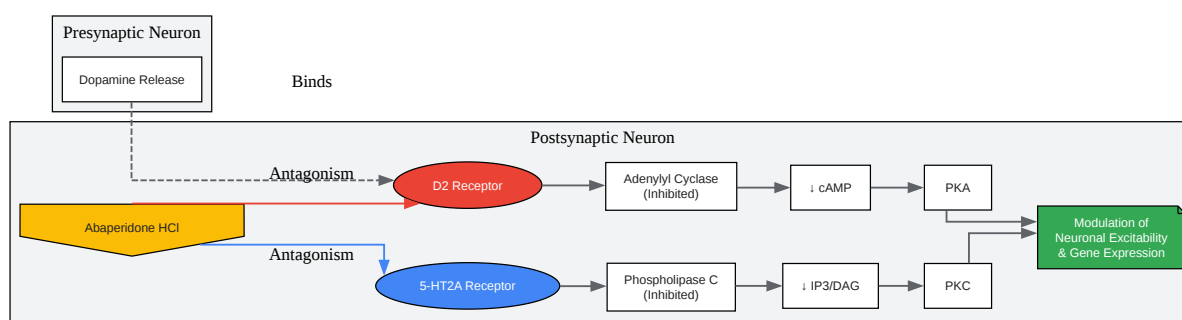 Presynaptic Neuron
Dopamine Release
Binds
Postsynaptic Neuron
Antagonism
D2 Receptor
Adenylyl Cyclase
(Inhibited)
↓ cAMP
PKA
Abaperidone HCl
Modulation of
Neuronal Excitability
& Gene Expression
Antagonism
5-HT2A Receptor
Phospholipase C
(Inhibited)
↓ IP3/DAG
PKC